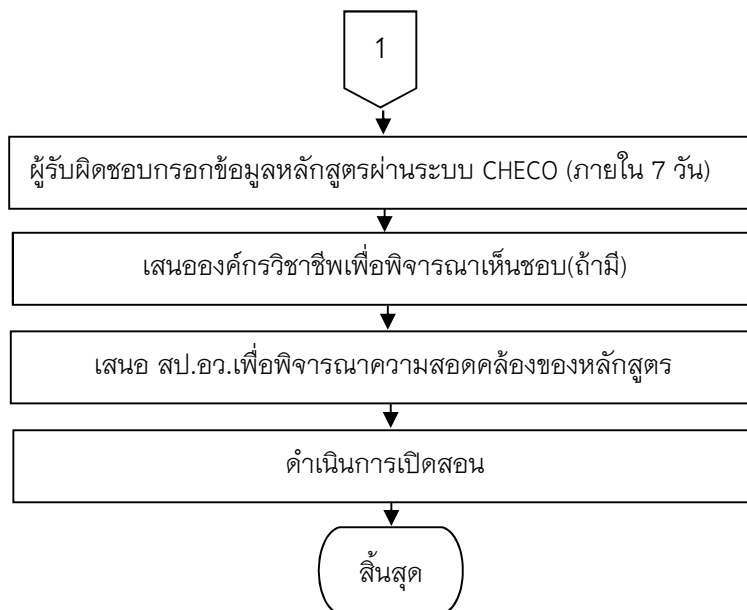 1
ผู้รับผิดชอบกรอกข้อมูลหลักสูตรผ่านระบบ CHECO (ภายใน 7 วัน)
เสนอองค์กรวิชาชีพเพื่อพิจารณาเห็นชอบ(ถ้ามี)
เสนอ สป.อว.เพื่อพิจารณาความสอดคล้องของหลักสูตร
ดำเนินการเปิดสอน
สิ้นสุด